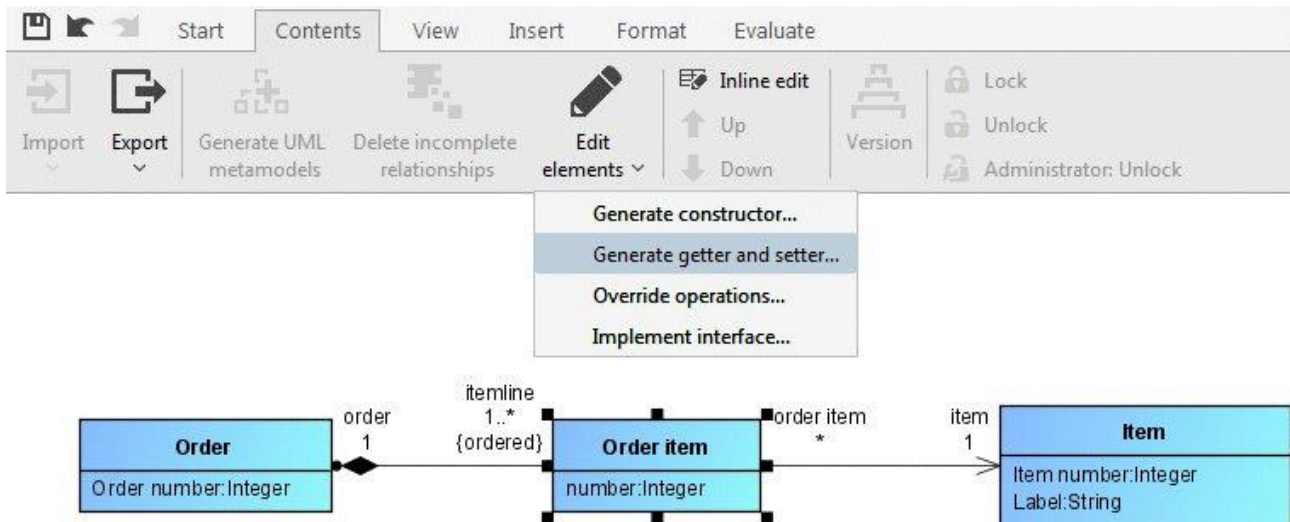 Start Contents View Insert Format Evaluate
Import
Export
Generate UML
metamodels
Delete incomplete
relationships
Edit
elements
Inline edit
Up
Down
Version
Lock
Unlock
Administrator: Unlock
Generate constructor...
Generate getter and setter...
Override operations...
Implement interface...
Order
Order number:Integer
order
1
itemline
1..*
{ordered}
Order item
number:Integer
order item
*
item
1
Item
Item number:Integer
Label:String